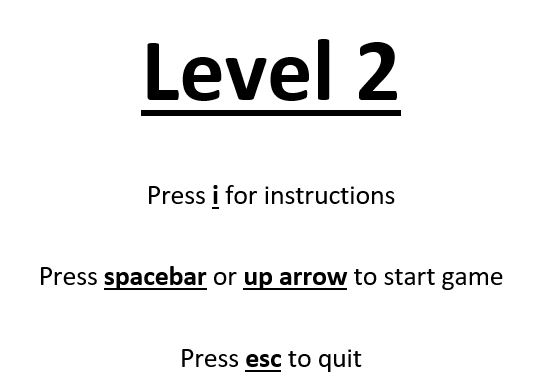 Level 2
Press i for instructions
Press spacebar or up arrow to start game
Press esc to quit